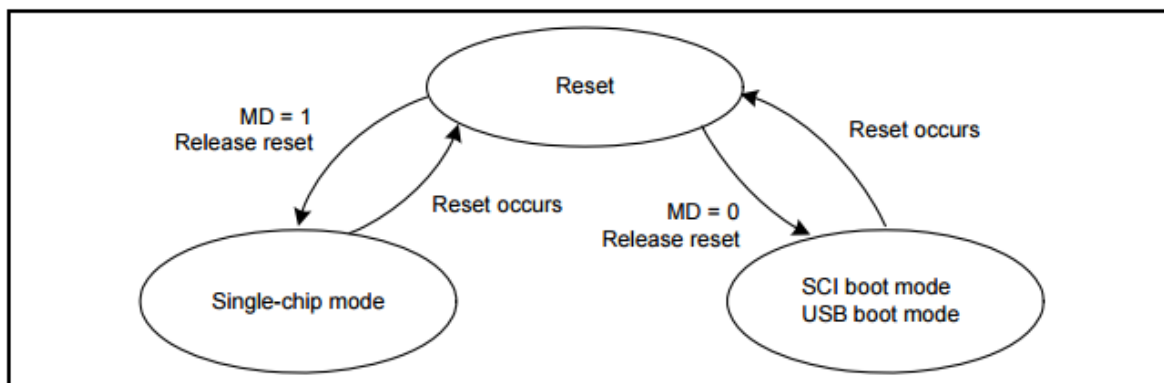 Reset
MD = 1
Release reset
Reset occurs
Reset occurs
MD = 0
Release reset
Single-chip mode
SCI boot mode
USB boot mode